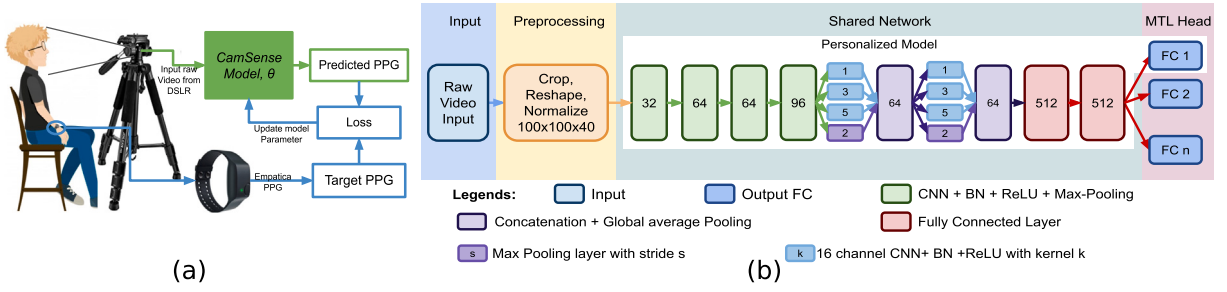 Input raw
Video from
DSLR
CamSense
Model, θ
Predicted PPG
Update model
Parameter
Loss
Empatica
PPG
Target PPG
(a)
Input
Preprocessing
Shared Network
MTL Head
Personalized Model
Raw
Video
Input
Crop,
Reshape,
Normalize
100x100x40
32
64
64
96
1
3
5
2
64
1
3
5
2
64
512
512
FC 1
FC 2
FC n
Legends:
Input
Output FC
CNN + BN + ReLU + Max-Pooling
Concatenation + Global average Pooling
Fully Connected Layer
s Max Pooling layer with stride s
k 16 channel CNN+ BN +ReLU with kernel k
(b)